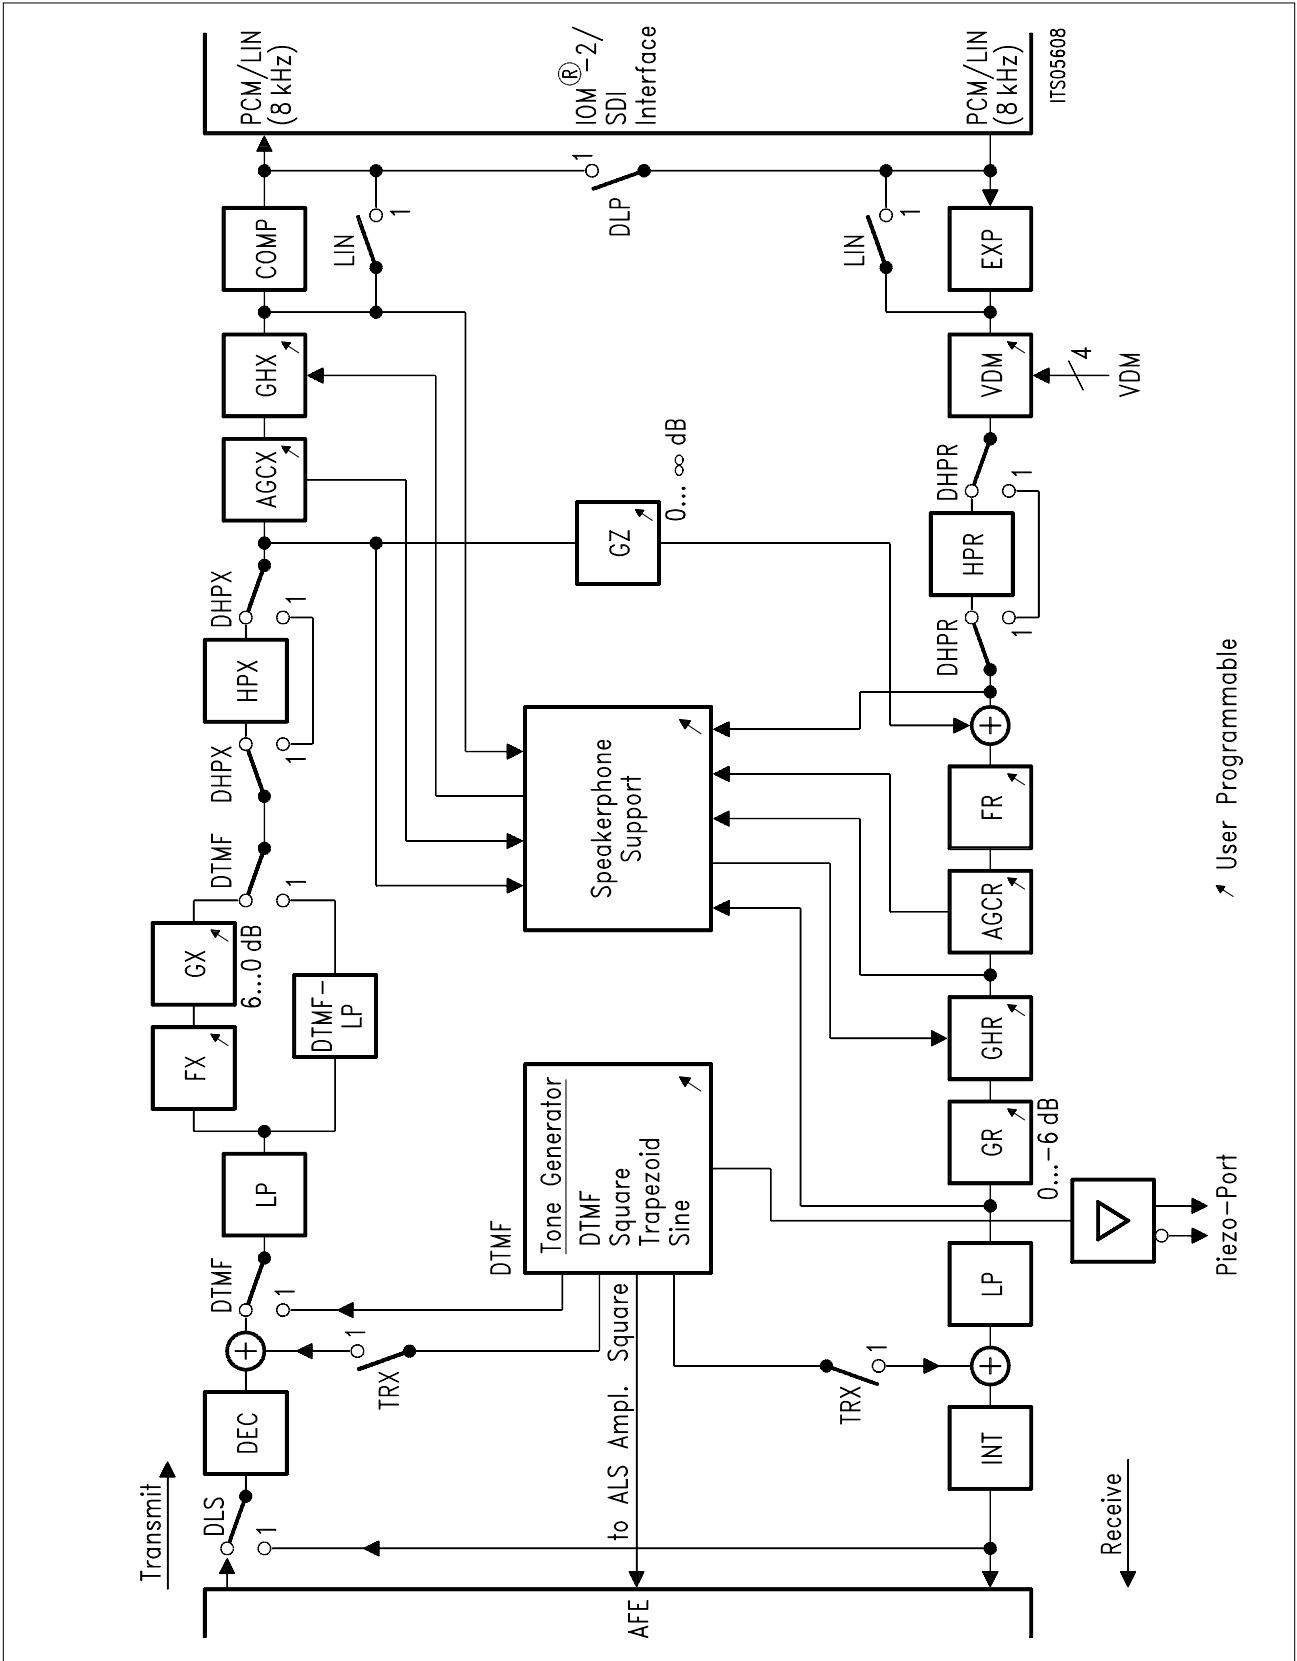 Transmit
DLS
1
DEC
TRX
1
DTMF
1
LP
FX
GX
6...0 dB
DTMF-
LP
DTMF
1
DHPX
1
HPX
DHPX
1
AGCX
GHX
COMP
LIN
1
PCM/LIN
(8 kHz)
AFE
to ALS Ampl. Square
DTMF
Tone Generator
DTMF
Square
Trapezoid
Sine
Speakerphone
Support
GZ
0... ∞ dB
DLP
1
IOM®-2/
SDI
Interface
Receive
INT
TRX
1
LP
GR
0...-6 dB
GHR
AGCR
FR
DHPR
1
HPR
DHPR
1
VDM
4
VDM
EXP
LIN
1
PCM/LIN
(8 kHz)
Piezo-Port
User Programmable
ITS05608